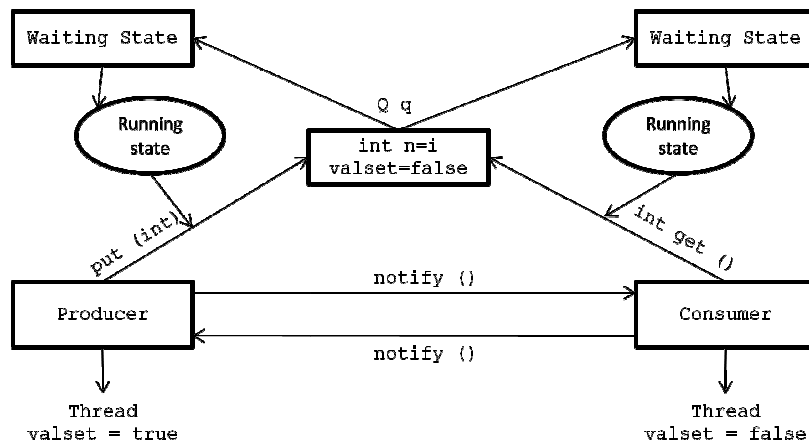 Waiting State
Waiting State
Q q
Running
state
Running
state
int n=i
valset=false
put (int)
int get ()
notify ()
Producer
Consumer
notify ()
Thread
valset = true
Thread
valset = false